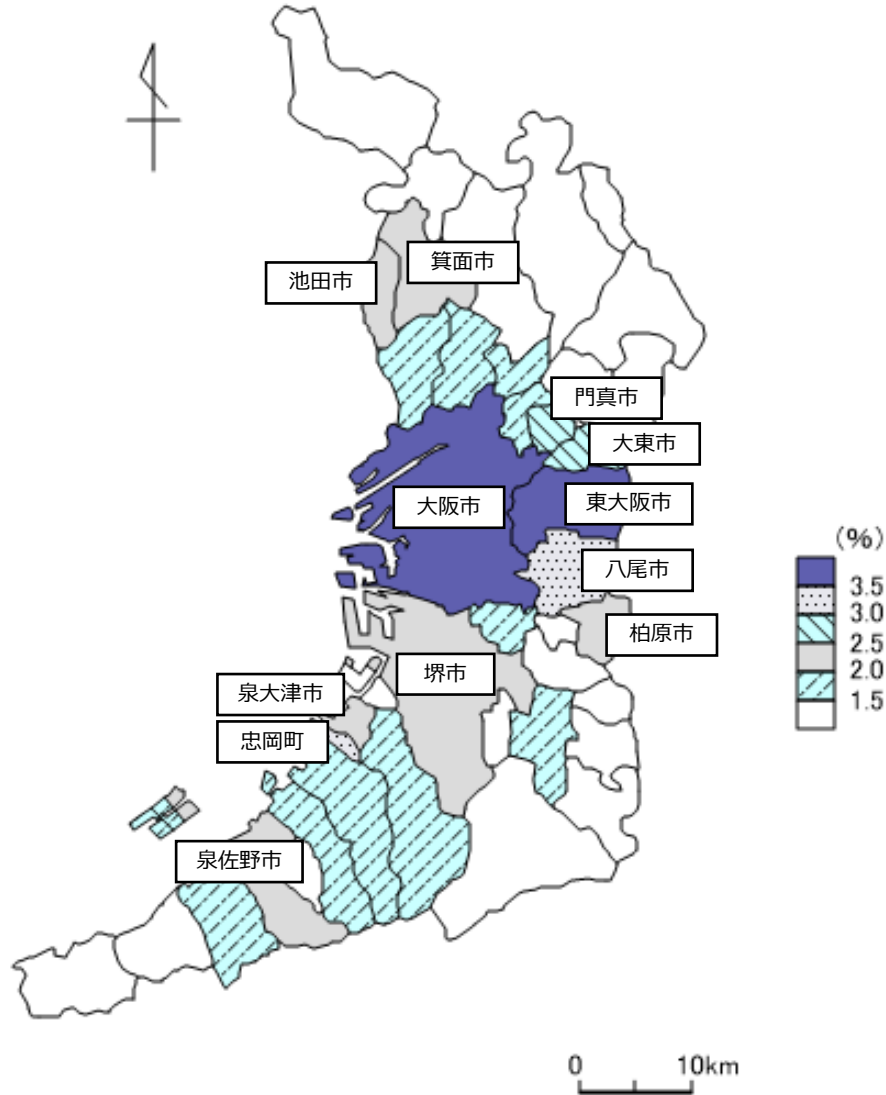 箕面市
池田市
門真市
大東市
大阪市
東大阪市
八尾市
柏原市
堺市
泉大津市
忠岡町
泉佐野市
(%)
3.5
3.0
2.5
2.0
1.5
0 10km